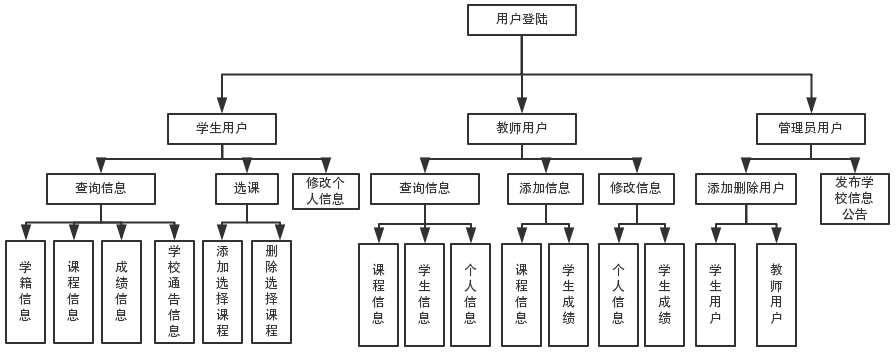 用户登陆
学生用户
教师用户
管理员用户
查询信息
选课
修改个
人信息
查询信息
添加信息
修改信息
添加删除用户
发布学
校信息
公告
学籍信息
课程信息
成绩信息
学校通告信息
添加选择课程
删除选择课程
课程信息
学生信息
个人信息
课程信息
学生成绩
个人信息
学生成绩
学生用户
教师用户